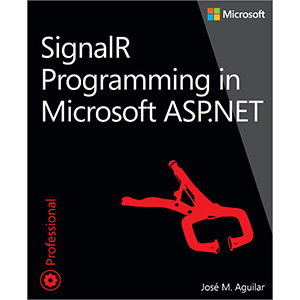 Microsoft
SignalR
Programming in
Microsoft ASP.NET
Professional
José M. Aguilar